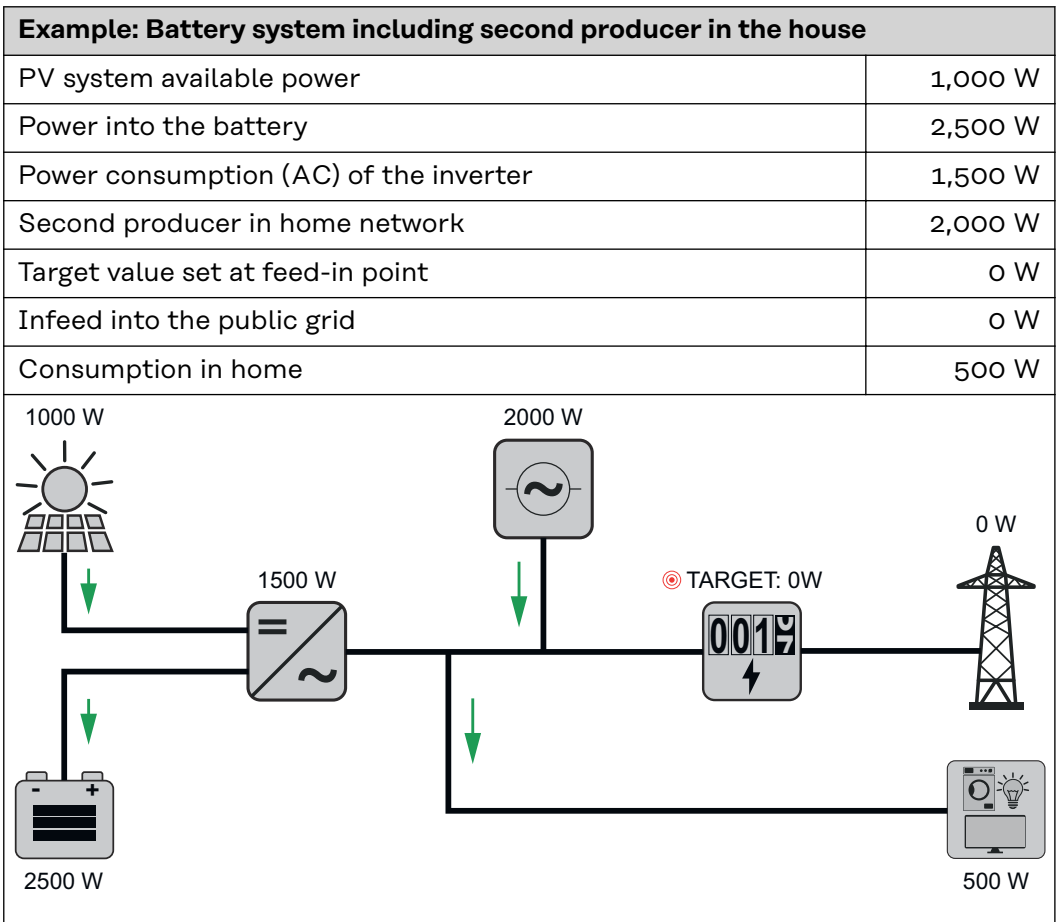 Example: Battery system including second producer in the house
PV system available power 1,000 W
Power into the battery 2,500 W
Power consumption (AC) of the inverter 1,500 W
Second producer in home network 2,000 W
Target value set at feed-in point 0 W
Infeed into the public grid 0 W
Consumption in home 500 W
1000 W
2000 W
0 W
1500 W
TARGET: 0W
001
- +
2500 W
500 W